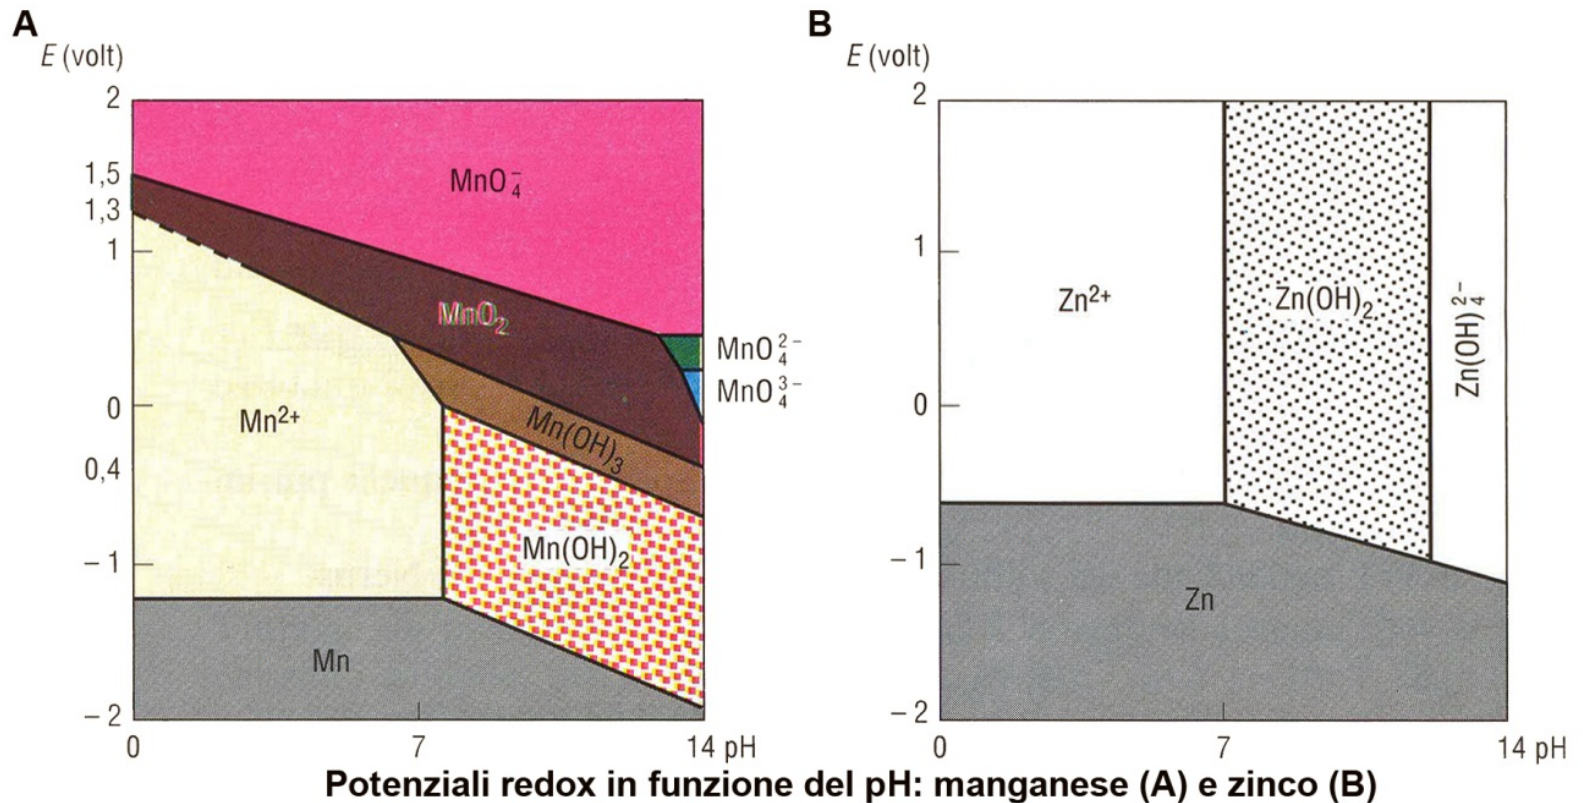 A
E (volt)
2
1,5
1,3
1
0
0,4
– 1
– 2
0
7
14 pH
MnO₄⁻
MnO₂
MnO₄²⁻
MnO₄³⁻
Mn²⁺
Mn(OH)₃
Mn(OH)₂
Mn
B
E (volt)
2
1
0
– 1
– 2
0
7
14 pH
Zn²⁺
Zn(OH)₂
Zn(OH)₄²⁻
Zn
Potenziali redox in funzione del pH: manganese (A) e zinco (B)